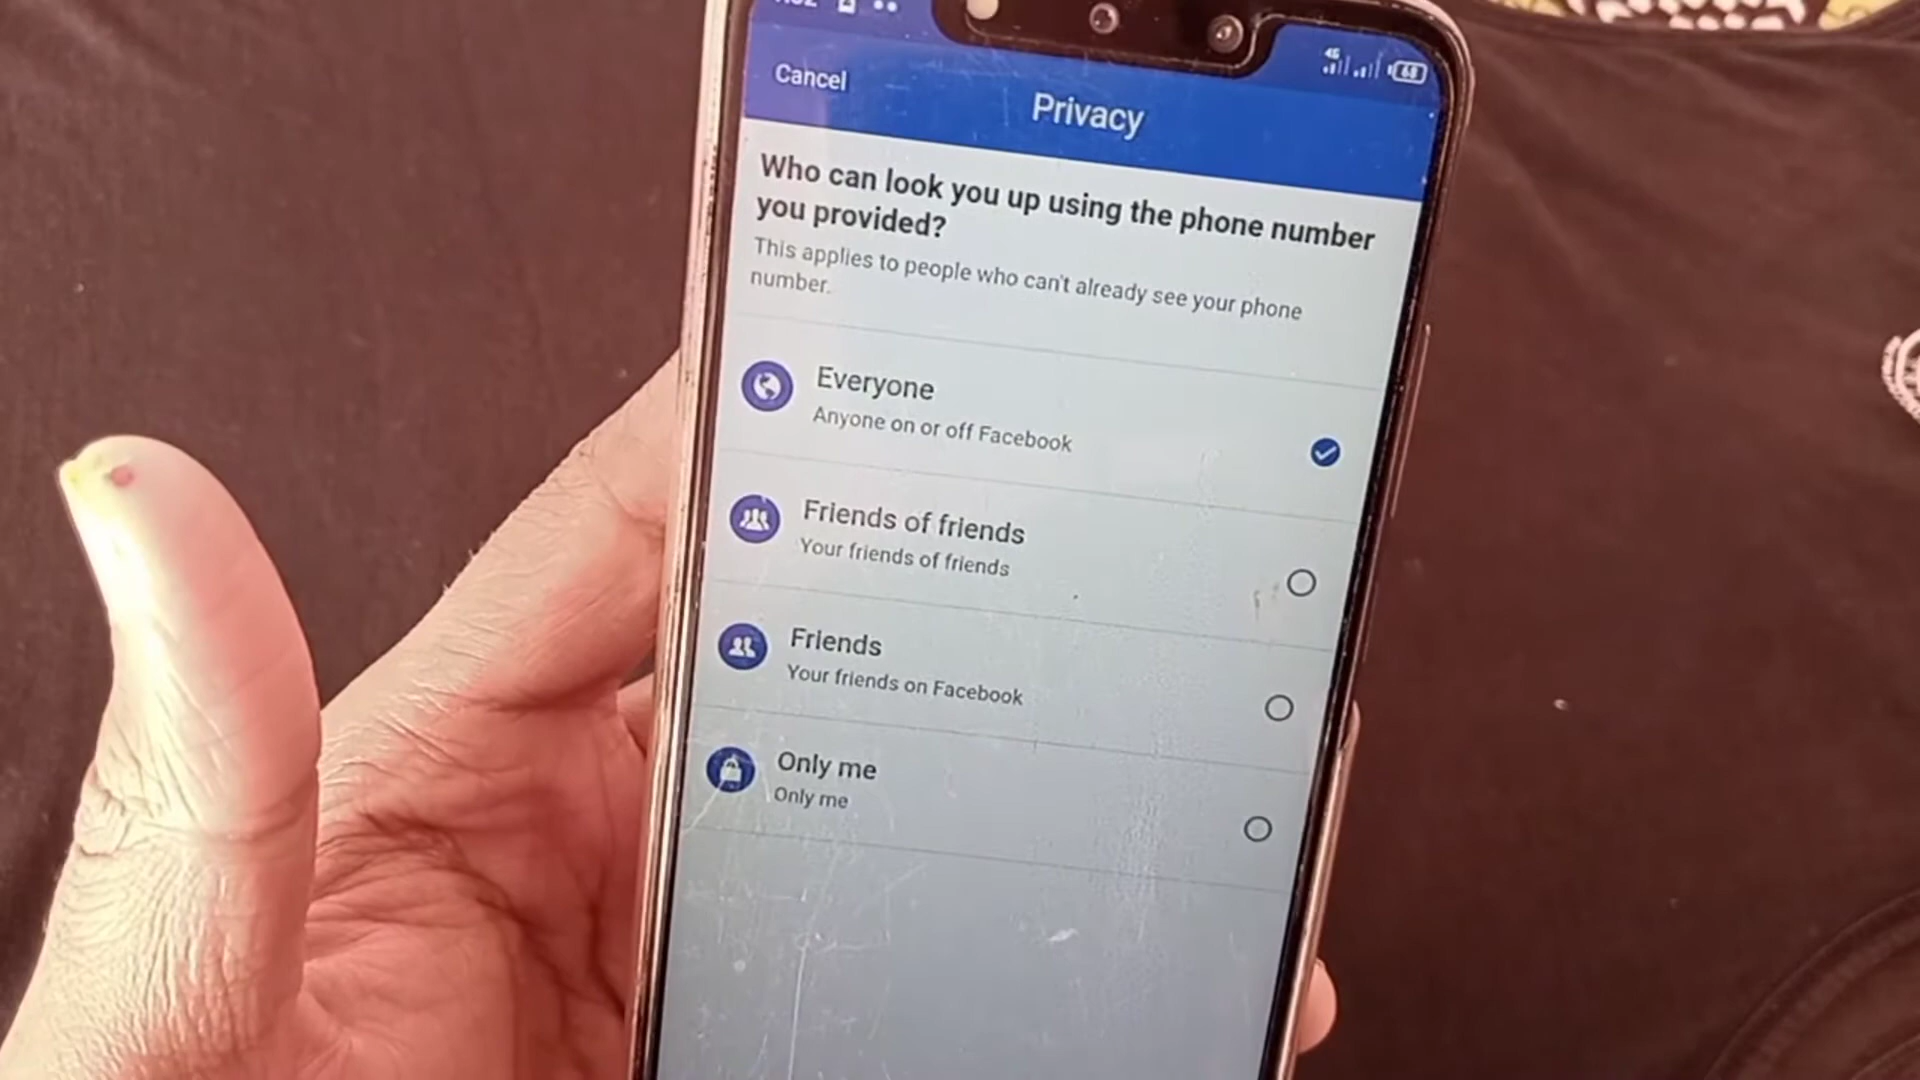 Cancel
Privacy
Who can look you up using the phone number
you provided?
This applies to people who can't already see your phone
number.
Everyone
Anyone on or off Facebook
Friends of friends
Your friends of friends
Friends
Your friends on Facebook
Only me
Only me
4G
68